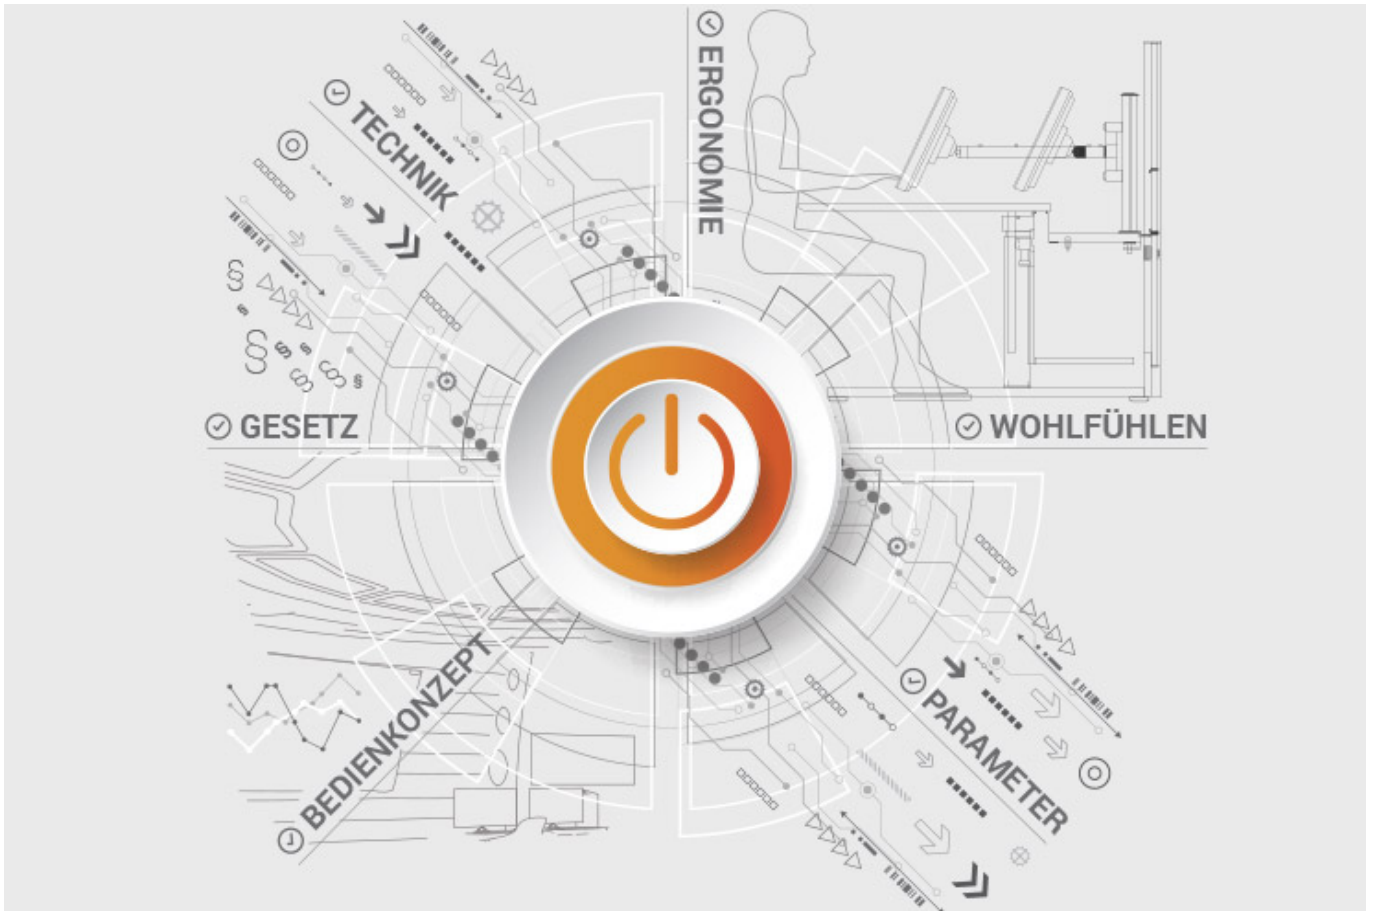 ERGONOMIE
TECHNIK
GESETZ
WOHLFÜHLEN
BEDIENKONZEPT
PARAMETER